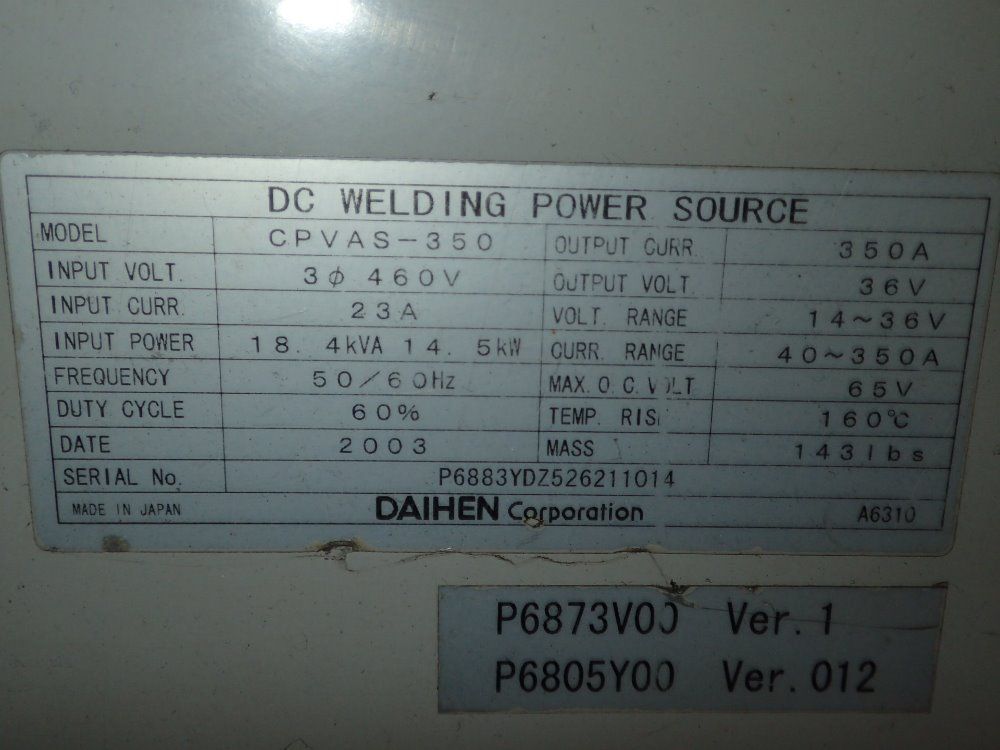 DC WELDING POWER SOURCE
MODEL CPVAS-350 OUTPUT CURR. 350A
INPUT VOLT. 3φ 460V OUTPUT VOLT. 36V
INPUT CURR. 23A VOLT. RANGE 14~36V
INPUT POWER 18.4kVA 14.5kW CURR. RANGE 40~350A
FREQUENCY 50/60Hz MAX.O.C.VOLT 65V
DUTY CYCLE 60% TEMP. RISE 160℃
DATE 2003 MASS 143lbs
SERIAL No. P6883YDZ526211014
MADE IN JAPAN DAIHEN Corporation A6310
P6873V00 Ver.1
P6805Y00 Ver.012